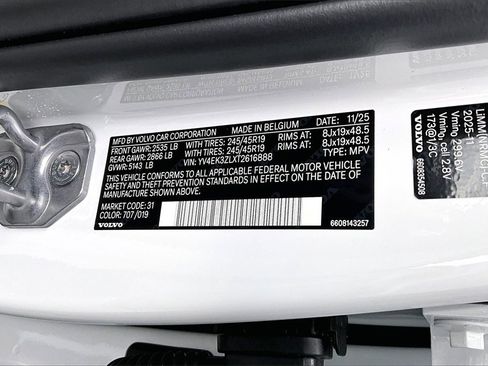 MADE IN BELGIUM
DATE: 11/25
MFD BY VOLVO CAR CORPORATION
FRONT GAWR: 2535 LB WITH TIRES: 245/45R19 RIMS AT: 8Jx19x48.5
REAR GAWR: 2866 LB WITH TIRES: 245/45R19 RIMS AT: 8Jx19x48.5
GVWR: 5143 LB VIN: YV4EK3ZLXT2616888 TYPE: MPV
THIS VEHICLE CONFORMS TO ALL APPLICABLE FEDERAL MOTOR VEHICLE
SAFETY AND THEFT PREVENTION STANDARDS IN EFFECT ON THE DATE OF
MANUFACTURE SHOWN ABOVE.
MARKET CODE: 31
COLOR: 707/019
VOLVO
6608143257
2025-11
173@V/3C
6608354508
VOLVO